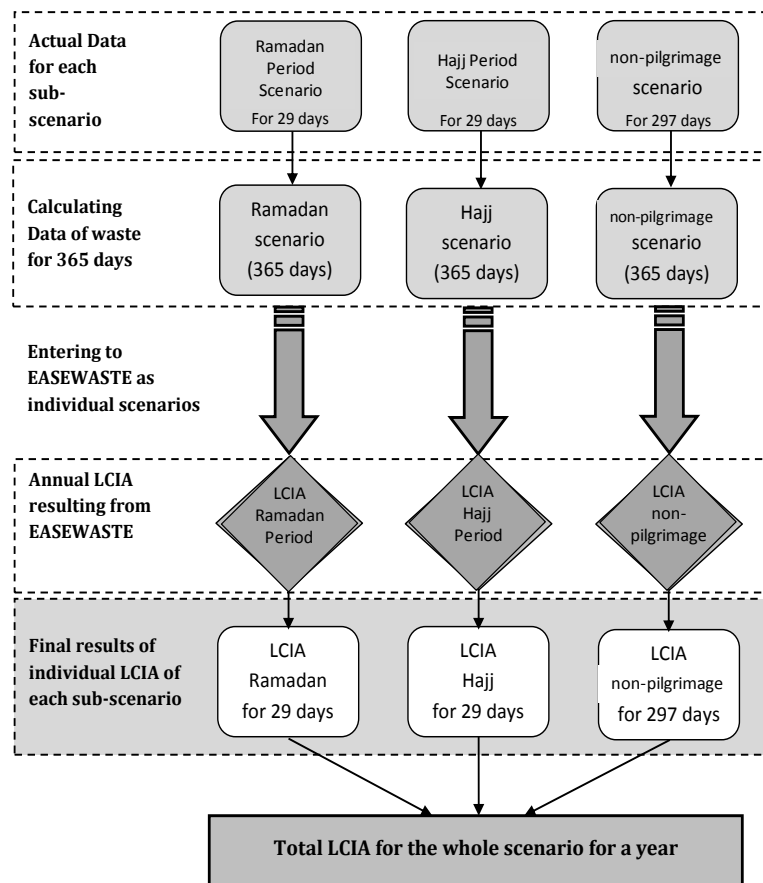 Actual Data
for each
sub-
scenario
Ramadan
Period
Scenario
For 29 days
Hajj Period
Scenario
For 29 days
non-pilgrimage
scenario
For 297 days
Calculating
Data of waste
for 365 days
Ramadan
scenario
(365 days)
Hajj
scenario
(365 days)
non-pilgrimage
scenario
(365 days)
Entering to
EASEWASTE as
individual scenarios
Annual LCIA
resulting from
EASEWASTE
LCIA
Ramadan
Period
LCIA
Hajj
Period
LCIA
non-
pilgrimage
Final results of
individual LCIA of
each sub-scenario
LCIA
Ramadan
for 29 days
LCIA
Hajj
for 29 days
LCIA
non-pilgrimage
for 297 days
Total LCIA for the whole scenario for a year